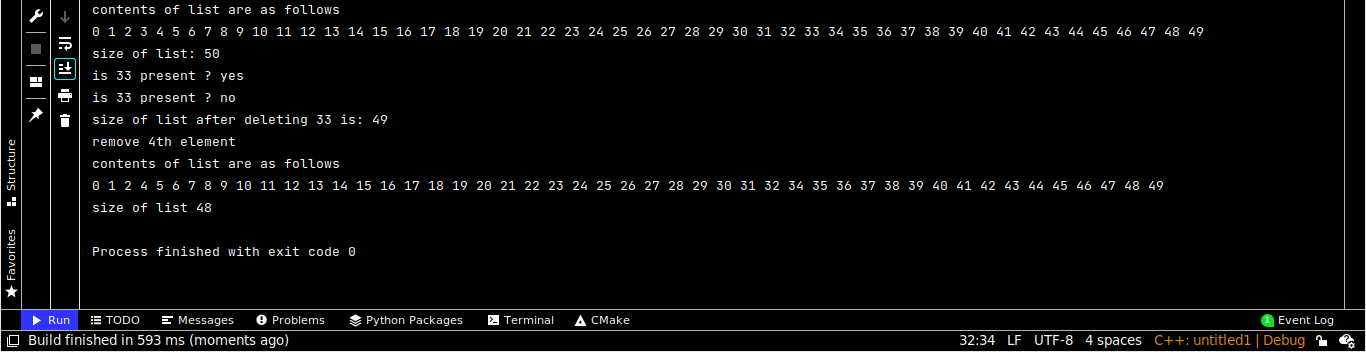 contents of list are as follows
0 1 2 3 4 5 6 7 8 9 10 11 12 13 14 15 16 17 18 19 20 21 22 23 24 25 26 27 28 29 30 31 32 33 34 35 36 37 38 39 40 41 42 43 44 45 46 47 48 49
size of list: 50
is 33 present ? yes
is 33 present ? no
size of list after deleting 33 is: 49
remove 4th element
contents of list are as follows
0 1 2 4 5 6 7 8 9 10 11 12 13 14 15 16 17 18 19 20 21 22 23 24 25 26 27 28 29 30 31 32 34 35 36 37 38 39 40 41 42 43 44 45 46 47 48 49
size of list 48
Process finished with exit code 0
Structure
Favorites
Run TODO Messages Problems Python Packages Terminal CMake 1 Event Log
Build finished in 593 ms (moments ago) 32:34 LF UTF-8 4 spaces C++: untitled1 | Debug